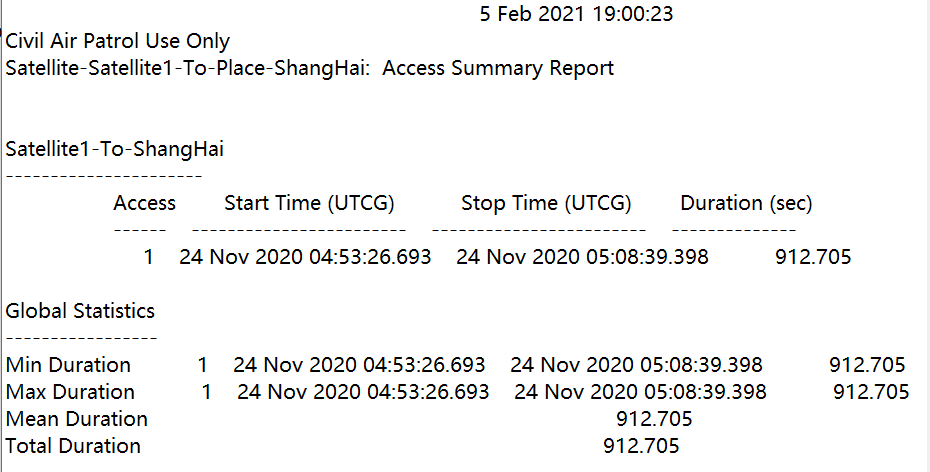 5 Feb 2021 19:00:23
Civil Air Patrol Use Only
Satellite-Satellite1-To-Place-ShangHai:  Access Summary Report
Satellite1-To-ShangHai
----------------------
Access    Start Time (UTCG)    Stop Time (UTCG)    Duration (sec)
------    ------------------------    ------------------------    --------------
1    24 Nov 2020 04:53:26.693    24 Nov 2020 05:08:39.398    912.705
Global Statistics
-----------------
Min Duration    1    24 Nov 2020 04:53:26.693    24 Nov 2020 05:08:39.398    912.705
Max Duration    1    24 Nov 2020 04:53:26.693    24 Nov 2020 05:08:39.398    912.705
Mean Duration    912.705
Total Duration    912.705